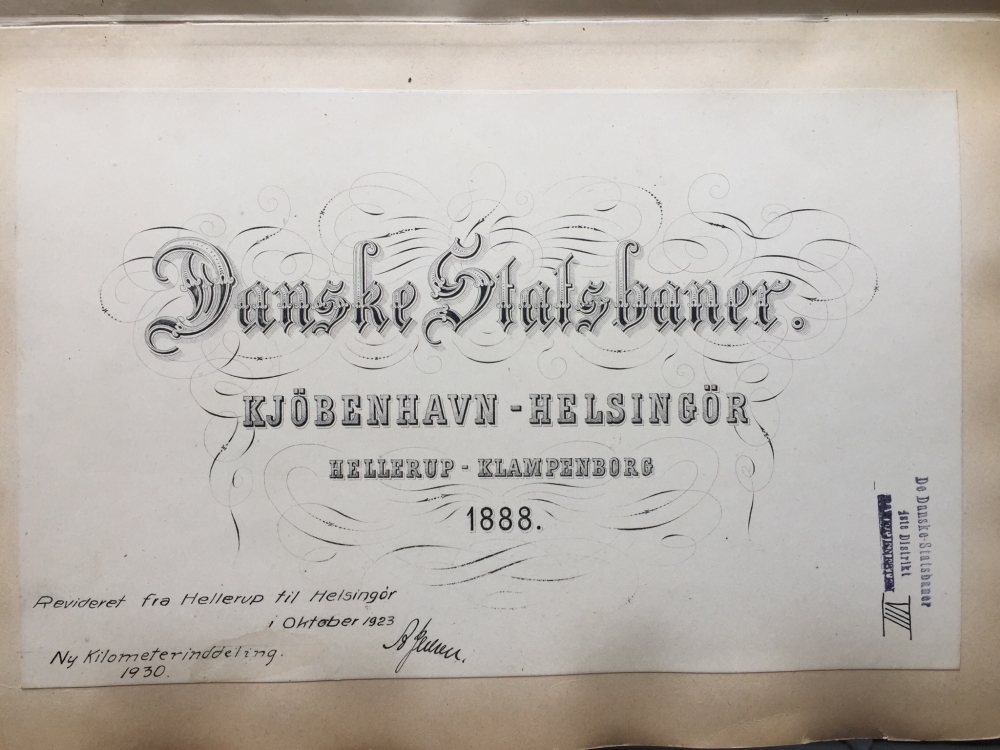 Danske Statsbaner.
KJÖBENHAVN - HELSINGÖR
HELLERUP - KLAMPENBORG
1888.
Revideret fra Hellerup til Helsingör
i Oktober 1923
Ny Kilometerinddeling.
1930.
De Danske Statsbaner
Distrikt
VIII